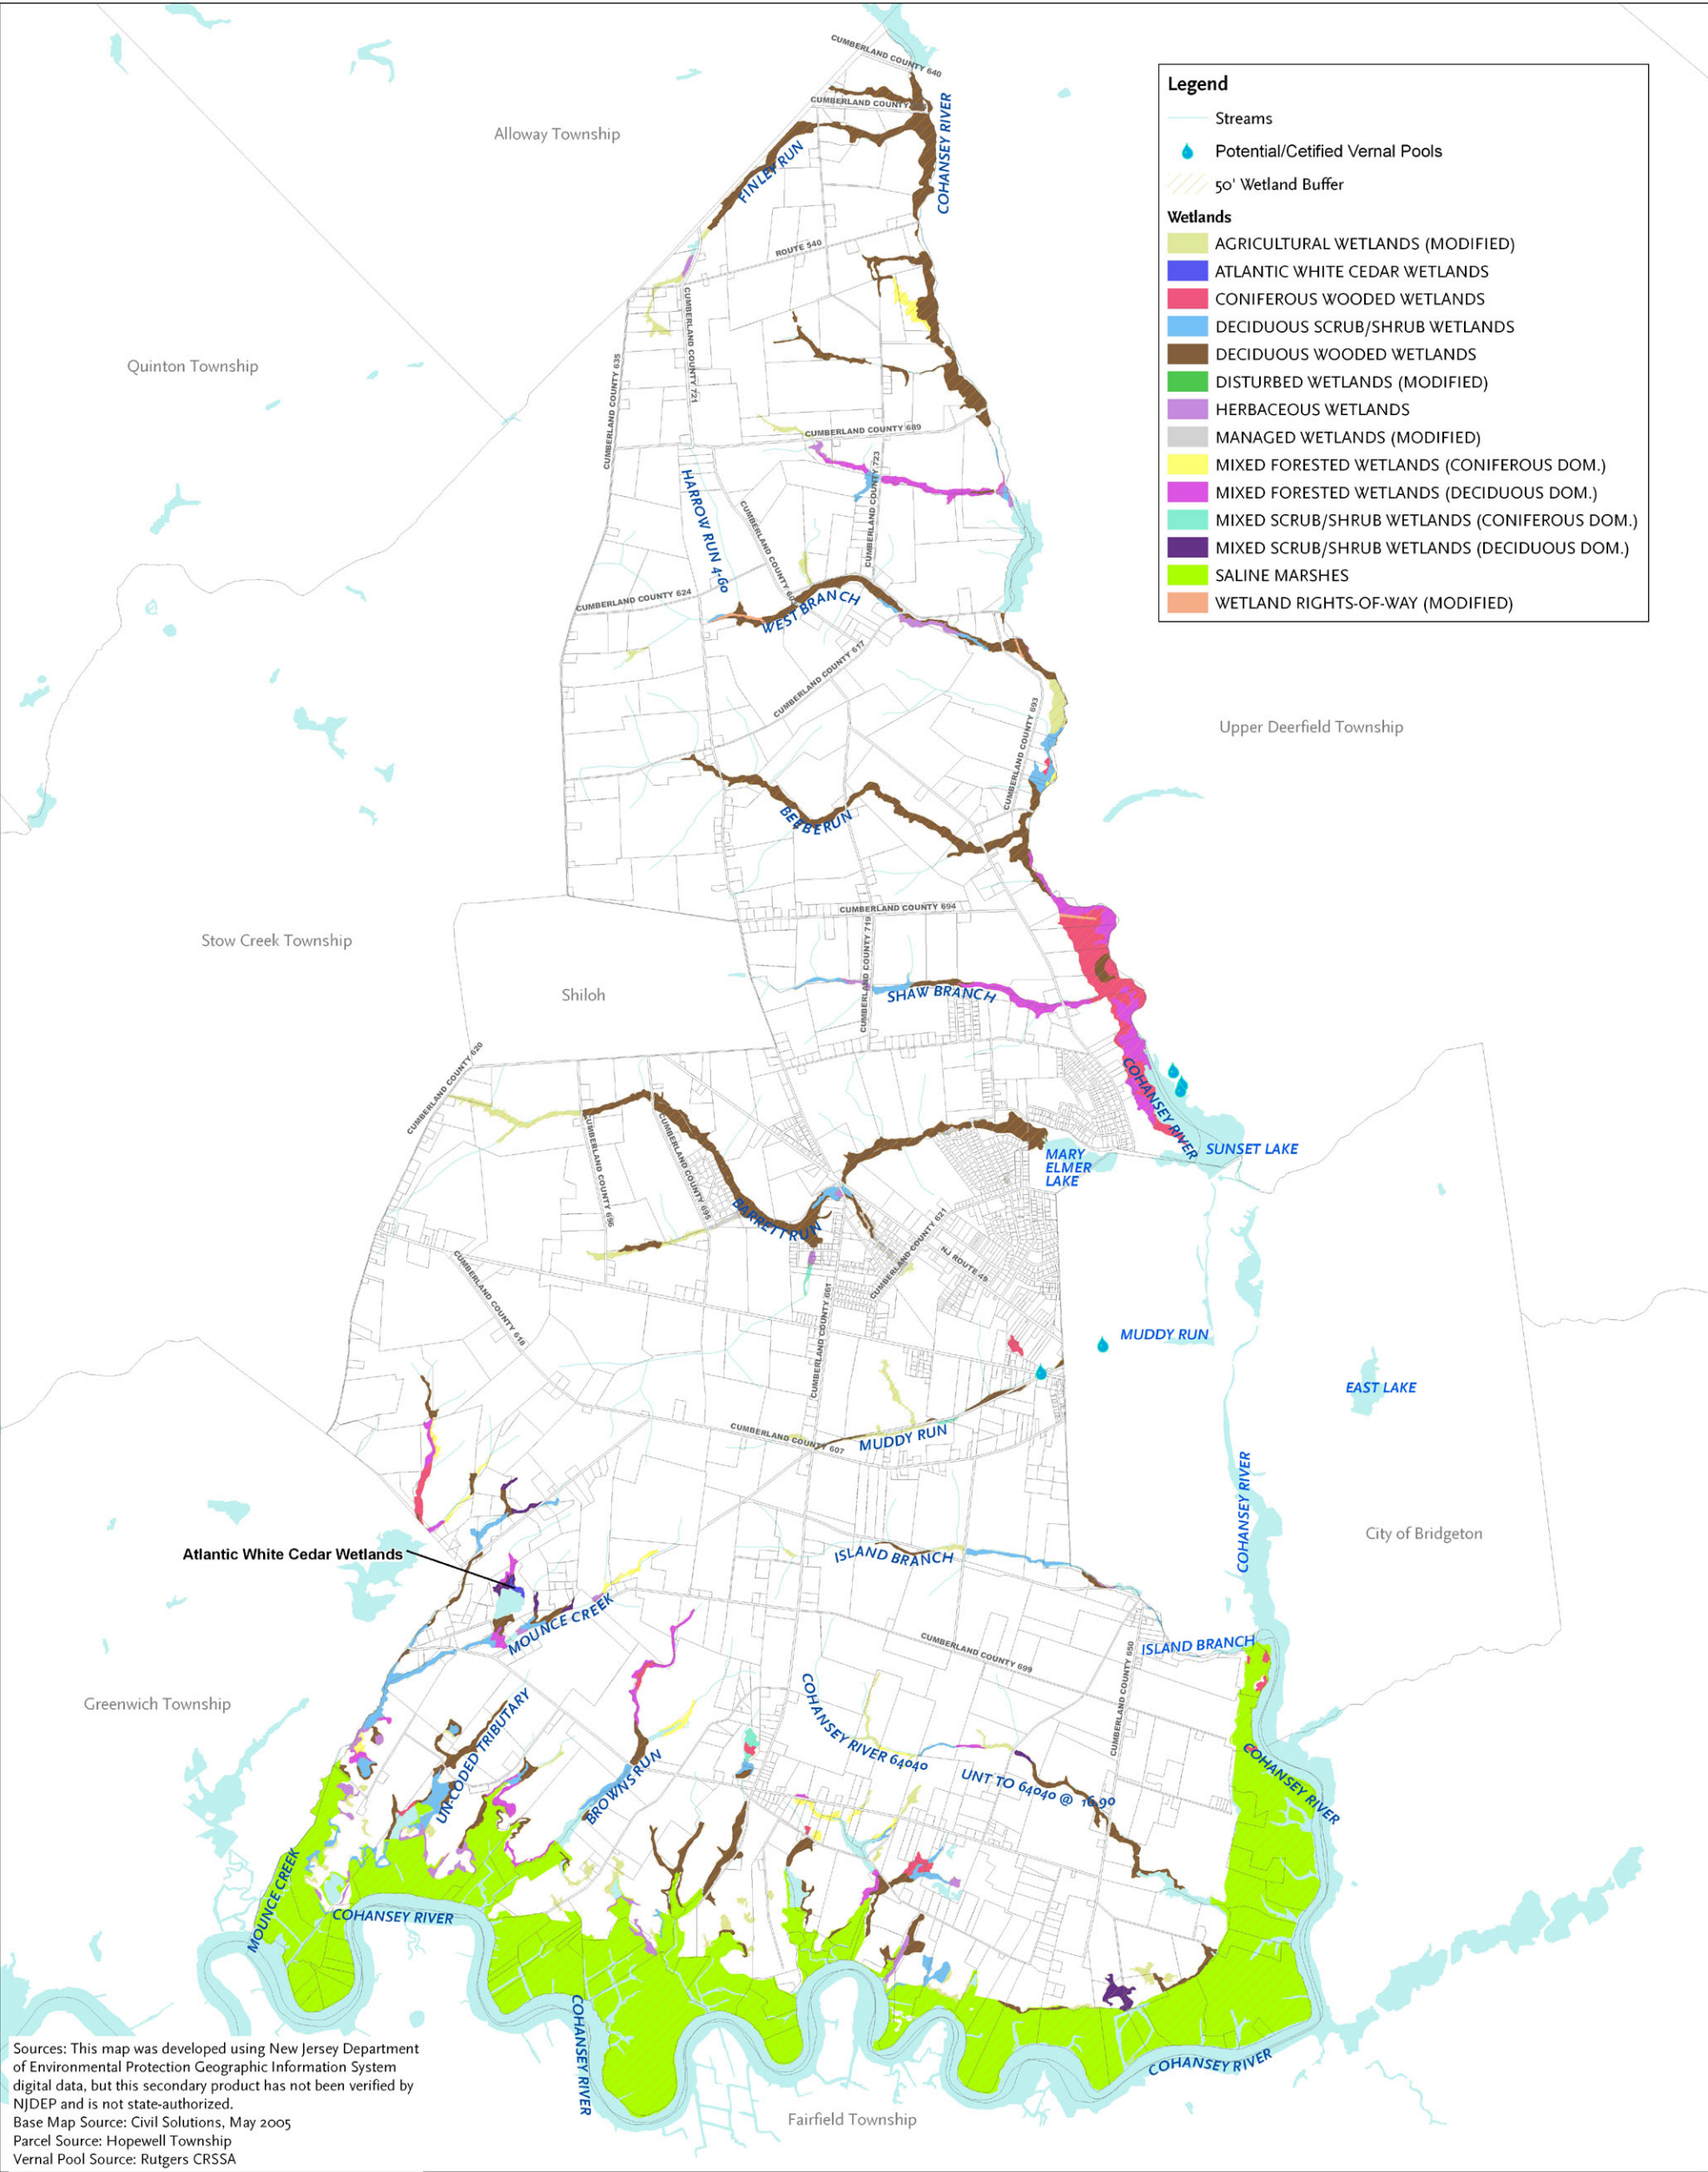 CUMBERLAND COUNTY 640
CUMBERLAND COUNTY
COHANSEY RIVER
Alloway Township
FINLEY RUN
ROUTE 540
Legend
Streams
Potential/Cetified Vernal Pools
50' Wetland Buffer
Wetlands
AGRICULTURAL WETLANDS (MODIFIED)
ATLANTIC WHITE CEDAR WETLANDS
CONIFEROUS WOODED WETLANDS
DECIDUOUS SCRUB/SHRUB WETLANDS
DECIDUOUS WOODED WETLANDS
DISTURBED WETLANDS (MODIFIED)
HERBACEOUS WETLANDS
MANAGED WETLANDS (MODIFIED)
MIXED FORESTED WETLANDS (CONIFEROUS DOM.)
MIXED FORESTED WETLANDS (DECIDUOUS DOM.)
MIXED SCRUB/SHRUB WETLANDS (CONIFEROUS DOM.)
MIXED SCRUB/SHRUB WETLANDS (DECIDUOUS DOM.)
SALINE MARSHES
WETLAND RIGHTS-OF-WAY (MODIFIED)
Quinton Township
CUMBERLAND COUNTY 635
CUMBERLAND COUNTY 721
CUMBERLAND COUNTY 689
CUMBERLAND COUNTY 723
HARROW RUN 4-60
CUMBERLAND COUNTY
CUMBERLAND COUNTY 624
WEST BRANCH
CUMBERLAND COUNTY 617
CUMBERLAND COUNTY 693
Upper Deerfield Township
BEEBE RUN
CUMBERLAND COUNTY 694
CUMBERLAND COUNTY 719
Stow Creek Township
Shiloh
SHAW BRANCH
CUMBERLAND COUNTY 620
COHANSEY RIVER
SUNSET LAKE
MARY
ELMER
LAKE
CUMBERLAND COUNTY 696
CUMBERLAND COUNTY 695
BARRETT RUN
CUMBERLAND COUNTY 621
NJ ROUTE 49
CUMBERLAND COUNTY 618
CUMBERLAND COUNTY 661
MUDDY RUN
EAST LAKE
CUMBERLAND COUNTY 607
MUDDY RUN
COHANSEY RIVER
City of Bridgeton
Atlantic White Cedar Wetlands
ISLAND BRANCH
MOUNCE CREEK
CUMBERLAND COUNTY 699
ISLAND BRANCH
CUMBERLAND COUNTY 650
Greenwich Township
UN-CODED TRIBUTARY
BROWNS RUN
COHANSEY RIVER 64040
UNT TO 64040 @ 16.90
COHANSEY RIVER
MOUNCE CREEK
COHANSEY RIVER
COHANSEY RIVER
COHANSEY RIVER
Fairfield Township
Sources: This map was developed using New Jersey Department
of Environmental Protection Geographic Information System
digital data, but this secondary product has not been verified by
NJDEP and is not state-authorized.
Base Map Source: Civil Solutions, May 2005
Parcel Source: Hopewell Township
Vernal Pool Source: Rutgers CRSSA